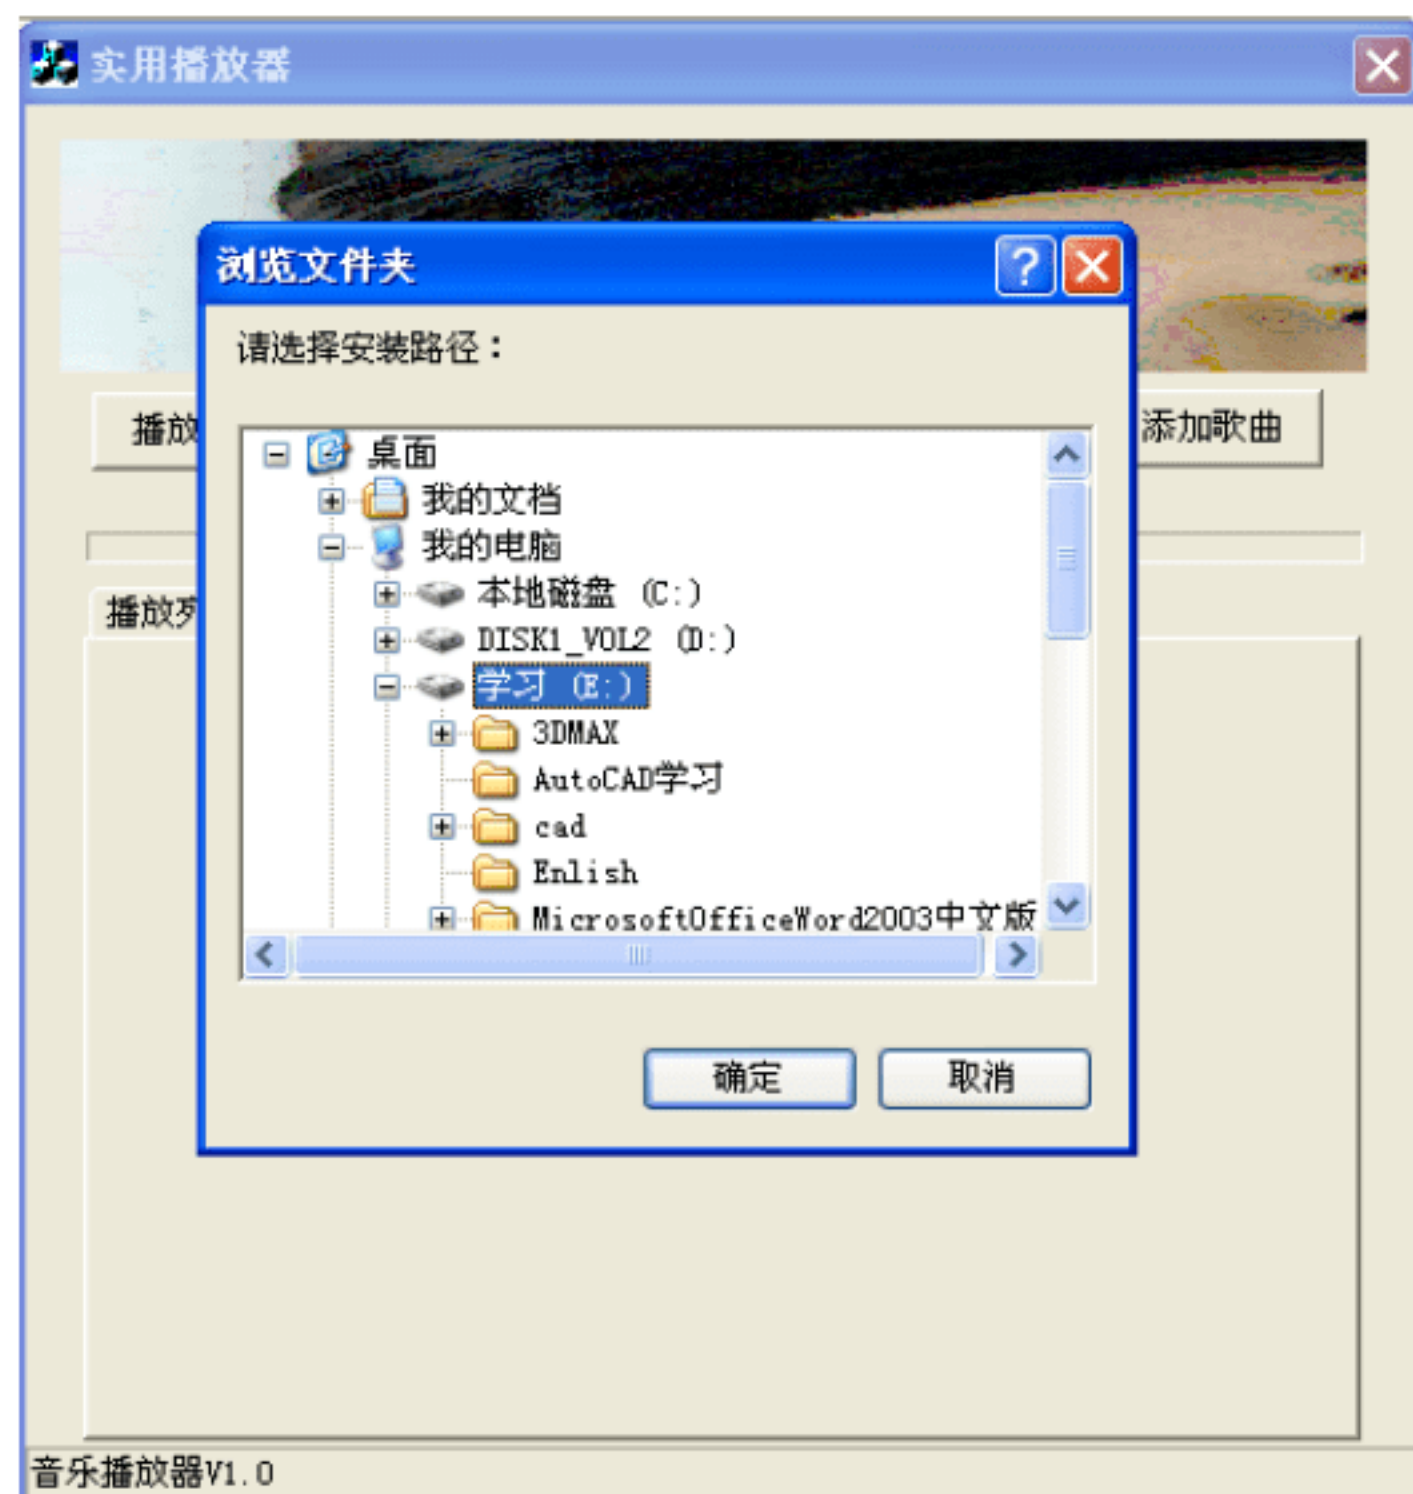 实用播放器
浏览文件夹
请选择安装路径：
播放
添加歌曲
桌面
我的文档
我的电脑
本地磁盘 (C:)
DISK1_VOL2 (D:)
播放列
学习 (E:)
3DMAX
AutoCAD学习
cad
Enlish
MicrosoftOfficeWord2003中文版
确定
取消
音乐播放器V1.0